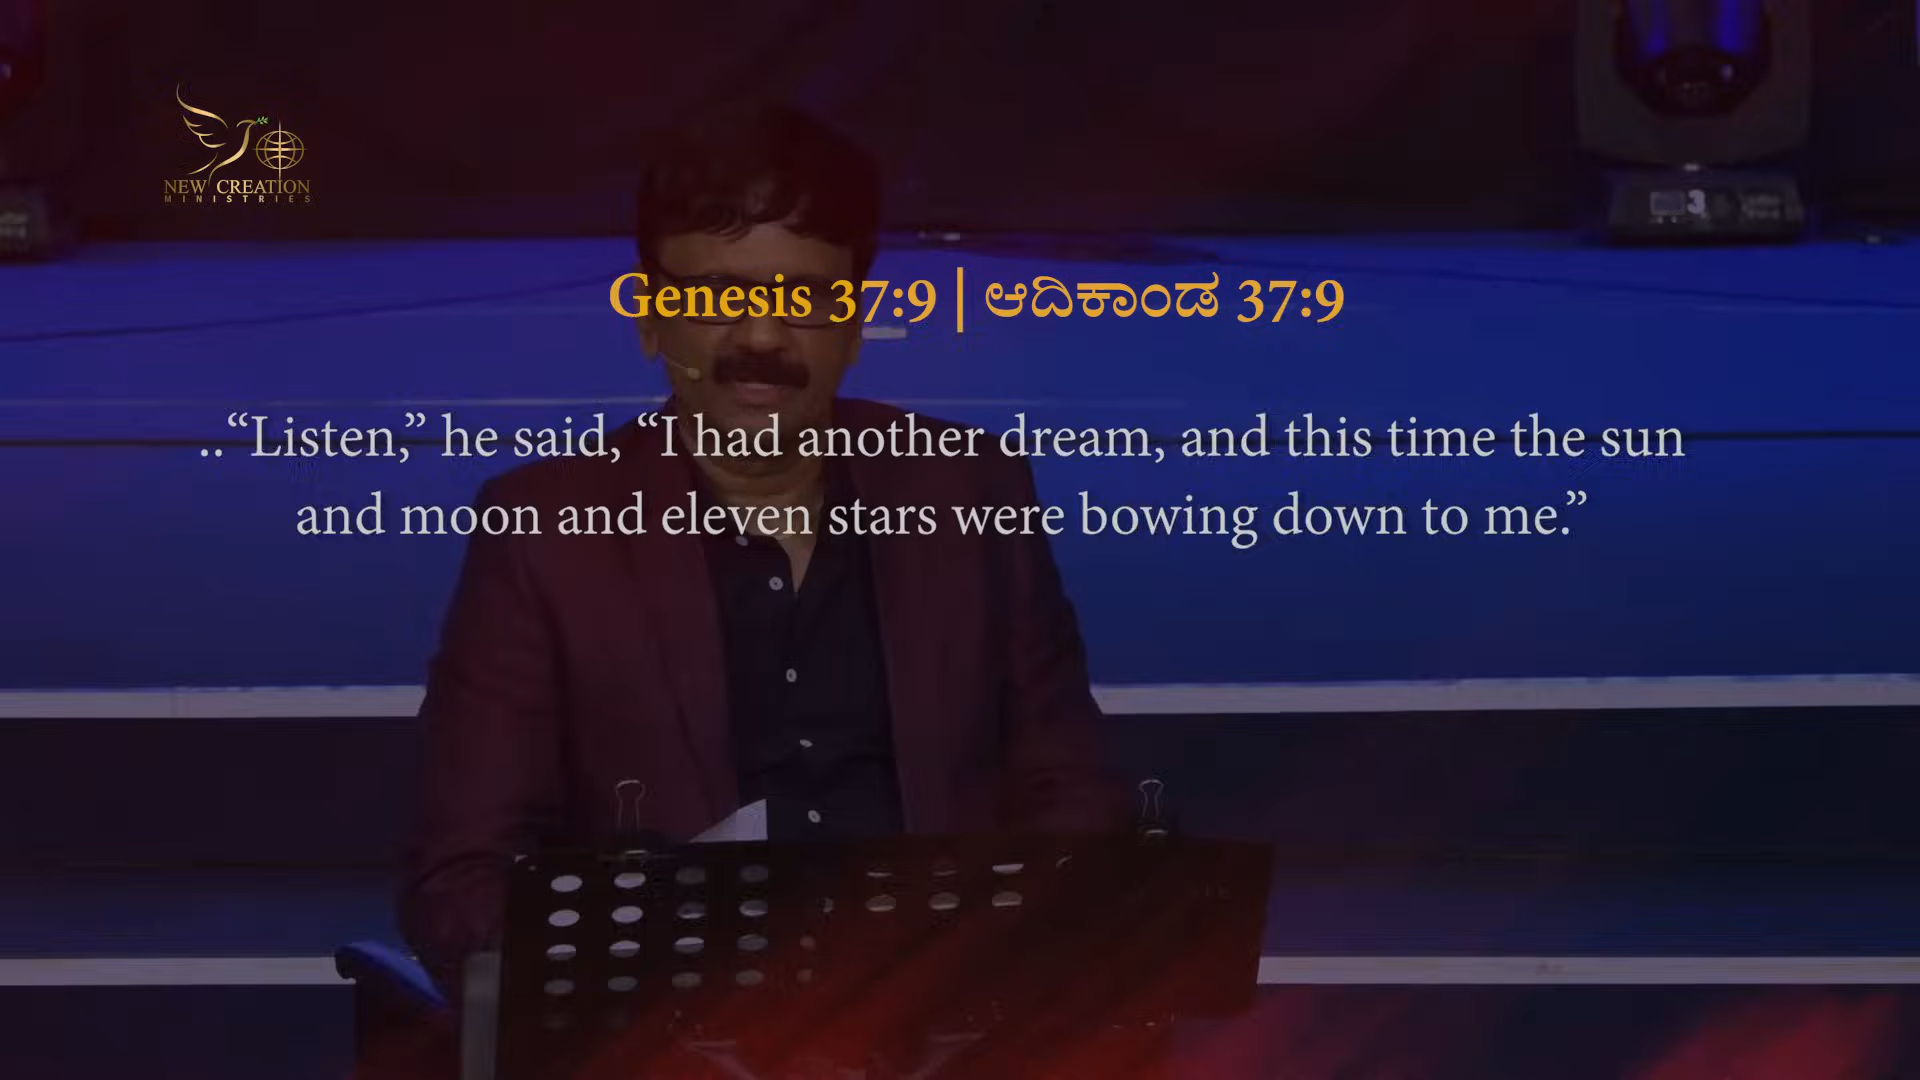 NEW CREATION
MINISTRIES
Genesis 37:9 | ಆದಿಕಾಂಡ 37:9
..“Listen,” he said, “I had another dream, and this time the sun
and moon and eleven stars were bowing down to me.”
3